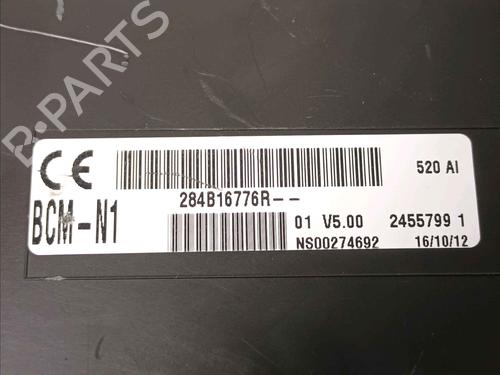 B-PARTS
CE 520 AI
284B16776R--
BCM-N1 01 V5.00 2455799 1
NS00274692 16/10/12